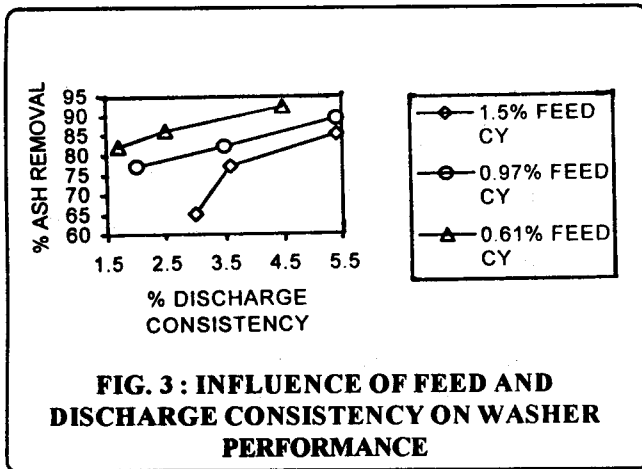 % ASH REMOVAL
95
90
85
80
75
70
65
60
1.5 2.5 3.5 4.5 5.5
% DISCHARGE
CONSISTENCY
1.5% FEED
CY
0.97% FEED
CY
0.61% FEED
CY
FIG. 3 : INFLUENCE OF FEED AND
DISCHARGE CONSISTENCY ON WASHER
PERFORMANCE